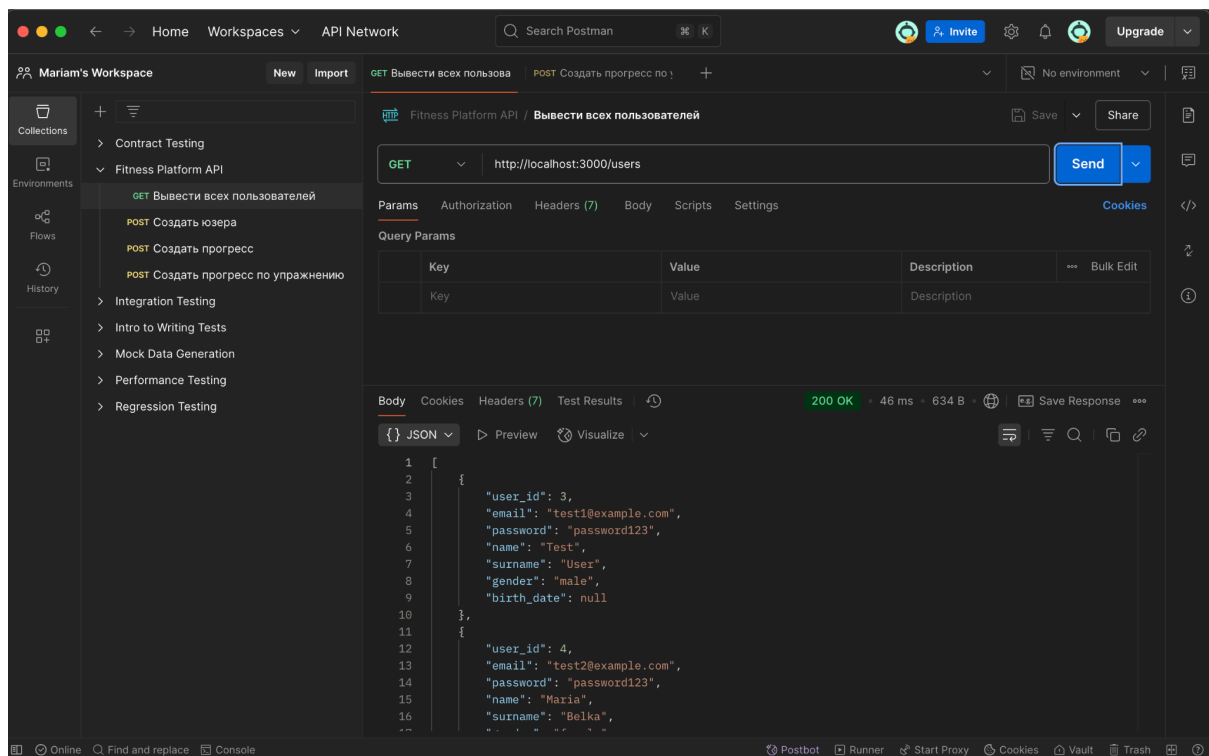 Home Workspaces API Network Search Postman ⌘ K Invite Upgrade
Mariam's Workspace New Import GET Вывести всех пользова POST Создать прогресс по No environment
Collections
Environments
Flows
History
Contract Testing
Fitness Platform API
GET Вывести всех пользователей
POST Создать юзера
POST Создать прогресс
POST Создать прогресс по упражнению
Integration Testing
Intro to Writing Tests
Mock Data Generation
Performance Testing
Regression Testing
HTTP Fitness Platform API / Вывести всех пользователей Save Share
GET http://localhost:3000/users Send
Params Authorization Headers (7) Body Scripts Settings Cookies
Query Params
Key Value Description Bulk Edit
Key Value Description
Body Cookies Headers (7) Test Results 200 OK 46 ms 634 B e.g. Save Response
{} JSON Preview Visualize
1 [
2 {
3 "user_id": 3,
4 "email": "test1@example.com",
5 "password": "password123",
6 "name": "Test",
7 "surname": "User",
8 "gender": "male",
9 "birth_date": null
10 },
11 {
12 "user_id": 4,
13 "email": "test2@example.com",
14 "password": "password123",
15 "name": "Maria",
16 "surname": "Belka",
Online Find and replace Console Postbot Runner Start Proxy Cookies Vault Trash